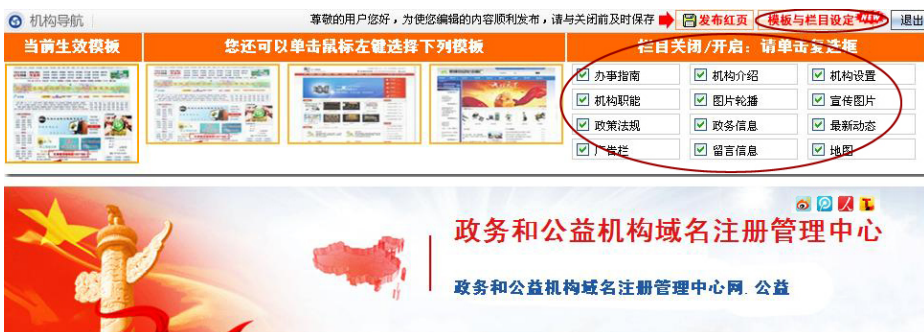 机构导航
尊敬的用户您好，为使您编辑的内容顺利发布，请与关闭前及时保存 发布红页 模板与栏目设定 退出
当前生效模板 您还可以单击鼠标左键选择下列模板 栏目关闭/开启：请单击复选框
办事指南 机构介绍 机构设置
机构职能 图片轮播 宣传图片
政策法规 政务信息 最新动态
广告栏 留言信息 地图
政务和公益机构域名注册管理中心
政务和公益机构域名注册管理中心网.公益